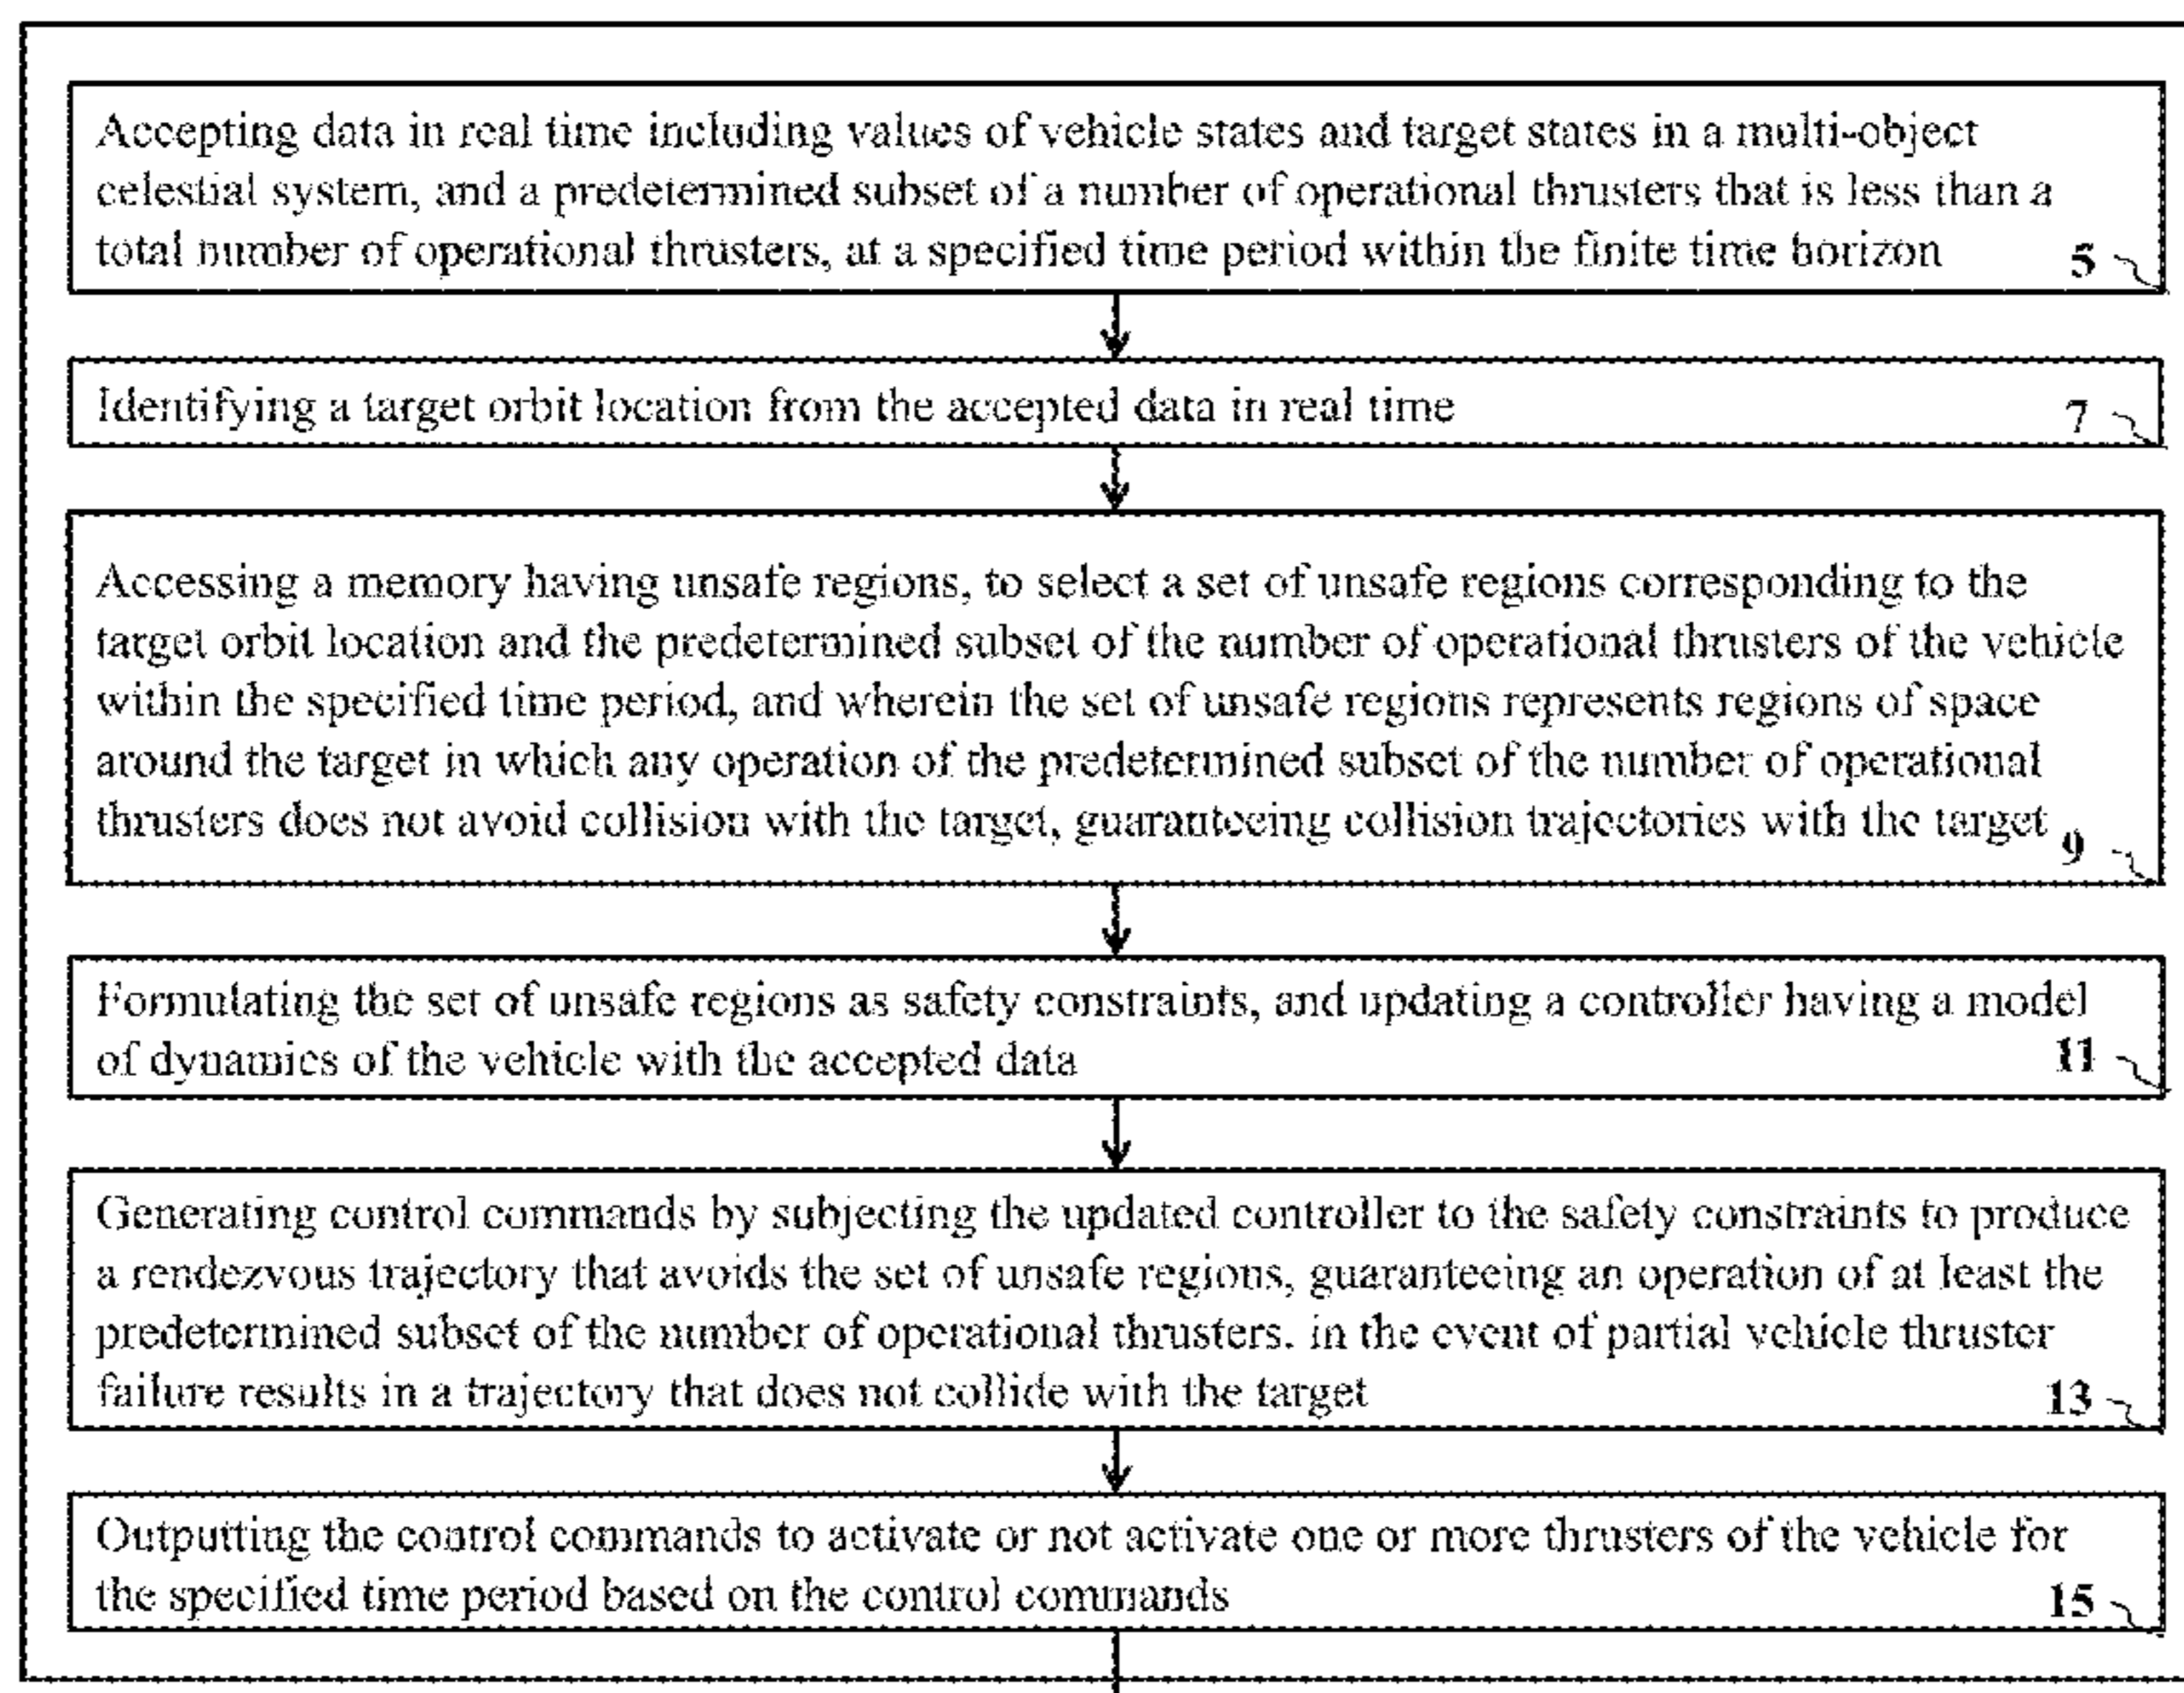 Accepting data in real time including values of vehicle states and target states in a multi-object
celestial system, and a predetermined subset of a number of operational thrusters that is less than a
total number of operational thrusters, at a specified time period within the finite time horizon
5
Identifying a target orbit location from the accepted data in real time
7
Accessing a memory having unsafe regions, to select a set of unsafe regions corresponding to the
target orbit location and the predetermined subset of the number of operational thrusters of the vehicle
within the specified time period, and wherein the set of unsafe regions represents regions of space
around the target in which any operation of the predetermined subset of the number of operational
thrusters does not avoid collision with the target, guaranteeing collision trajectories with the target
9
Formulating the set of unsafe regions as safety constraints, and updating a controller having a model
of dynamics of the vehicle with the accepted data
11
Generating control commands by subjecting the updated controller to the safety constraints to produce
a rendezvous trajectory that avoids the set of unsafe regions, guaranteeing an operation of at least the
predetermined subset of the number of operational thrusters. in the event of partial vehicle thruster
failure results in a trajectory that does not collide with the target
13
Outputting the control commands to activate or not activate one or more thrusters of the vehicle for
the specified time period based on the control commands
15